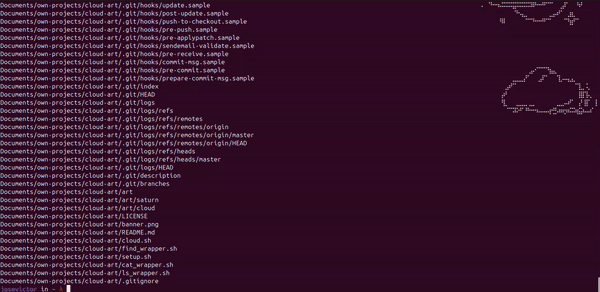 Documents/own-projects/cloud-art/.git/hooks/update.sample
Documents/own-projects/cloud-art/.git/hooks/post-update.sample
Documents/own-projects/cloud-art/.git/hooks/push-to-checkout.sample
Documents/own-projects/cloud-art/.git/hooks/pre-push.sample
Documents/own-projects/cloud-art/.git/hooks/pre-applypatch.sample
Documents/own-projects/cloud-art/.git/hooks/sendemail-validate.sample
Documents/own-projects/cloud-art/.git/hooks/pre-receive.sample
Documents/own-projects/cloud-art/.git/hooks/commit-msg.sample
Documents/own-projects/cloud-art/.git/hooks/pre-commit.sample
Documents/own-projects/cloud-art/.git/hooks/prepare-commit-msg.sample
Documents/own-projects/cloud-art/.git/index
Documents/own-projects/cloud-art/.git/HEAD
Documents/own-projects/cloud-art/.git/logs
Documents/own-projects/cloud-art/.git/logs/refs
Documents/own-projects/cloud-art/.git/logs/refs/remotes
Documents/own-projects/cloud-art/.git/logs/refs/remotes/origin
Documents/own-projects/cloud-art/.git/logs/refs/remotes/origin/master
Documents/own-projects/cloud-art/.git/logs/refs/remotes/origin/HEAD
Documents/own-projects/cloud-art/.git/logs/refs/heads
Documents/own-projects/cloud-art/.git/logs/refs/heads/master
Documents/own-projects/cloud-art/.git/logs/HEAD
Documents/own-projects/cloud-art/.git/description
Documents/own-projects/cloud-art/.git/branches
Documents/own-projects/cloud-art/art
Documents/own-projects/cloud-art/art/saturn
Documents/own-projects/cloud-art/art/cloud
Documents/own-projects/cloud-art/LICENSE
Documents/own-projects/cloud-art/banner.png
Documents/own-projects/cloud-art/README.md
Documents/own-projects/cloud-art/cloud.sh
Documents/own-projects/cloud-art/find_wrapper.sh
Documents/own-projects/cloud-art/setup.sh
Documents/own-projects/cloud-art/cat_wrapper.sh
Documents/own-projects/cloud-art/ls_wrapper.sh
Documents/own-projects/cloud-art/.gitignore
josevictor in ~ λ